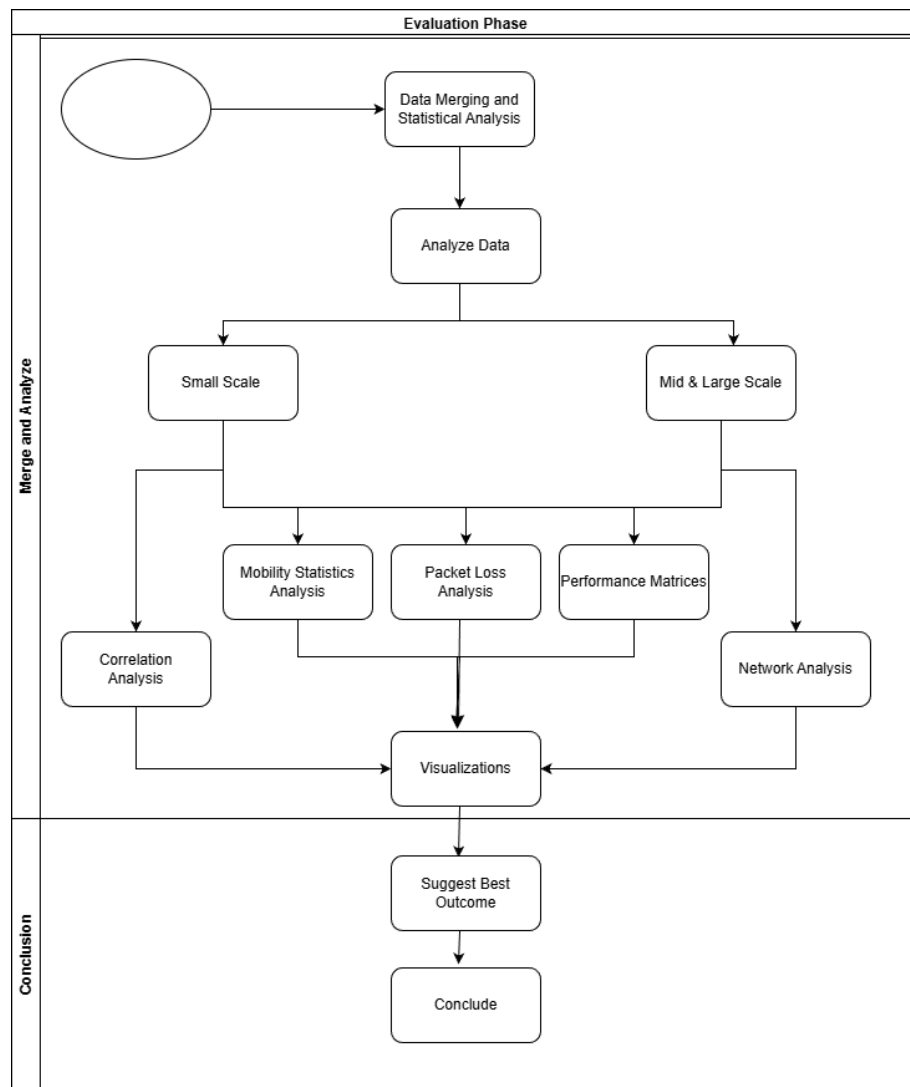 Evaluation Phase
Merge and Analyze
Data Merging and
Statistical Analysis
Analyze Data
Small Scale
Mid & Large Scale
Mobility Statistics
Analysis
Packet Loss
Analysis
Performance Matrices
Correlation
Analysis
Network Analysis
Visualizations
Conclusion
Suggest Best
Outcome
Conclude